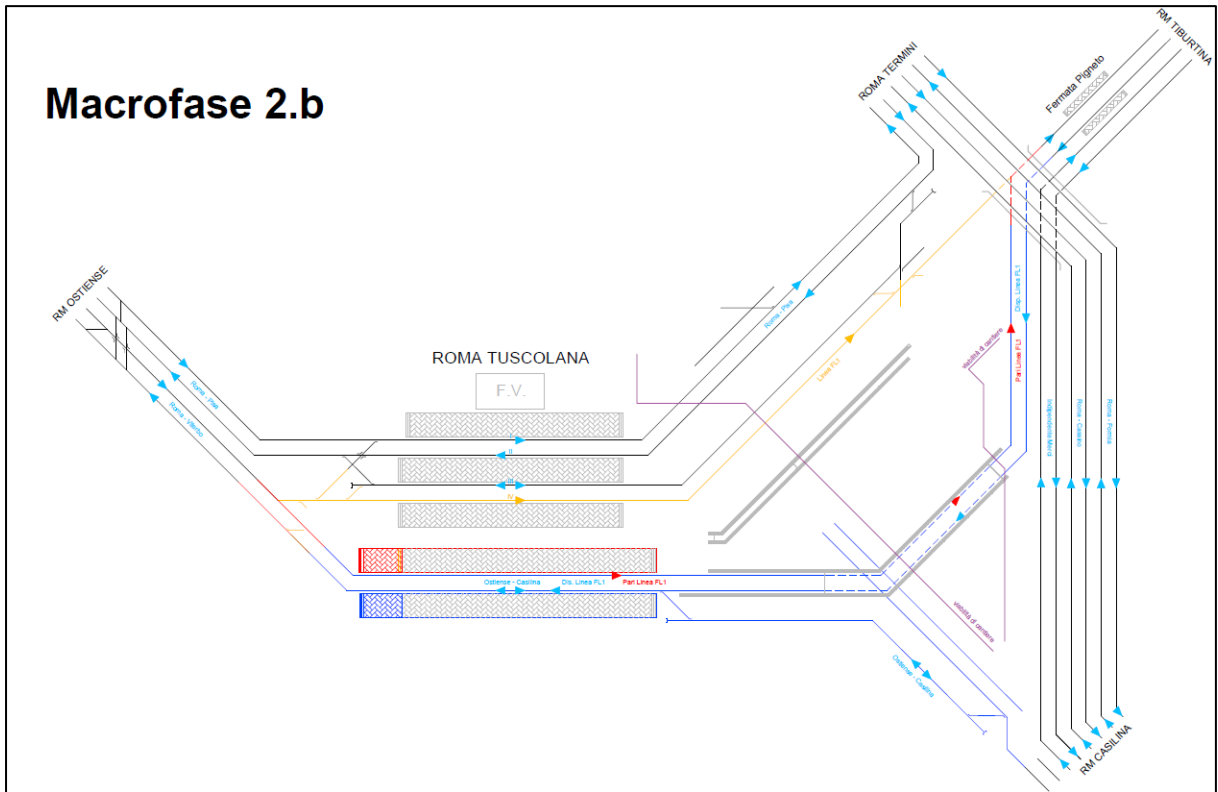 Macrofase 2.b
ROMA TERMINI
Fermata Pigneto
RM TIBURTINA
RM OSTIENSE
Roma - Pisa
Roma - Viterbo
ROMA TUSCOLANA
F.V.
I
II
III
IV
Roma - Pisa
Linea FL1
viabilità di cantiere
Pari Linea FL1
Disp. Linea FL1
Indipendente Merci
Roma - Cassino
Roma - Formia
Ostiense - Casilina
Dis. Linea FL1
Pari Linea FL1
viabilità di cantiere
Ostiense - Casilina
RM CASILINA